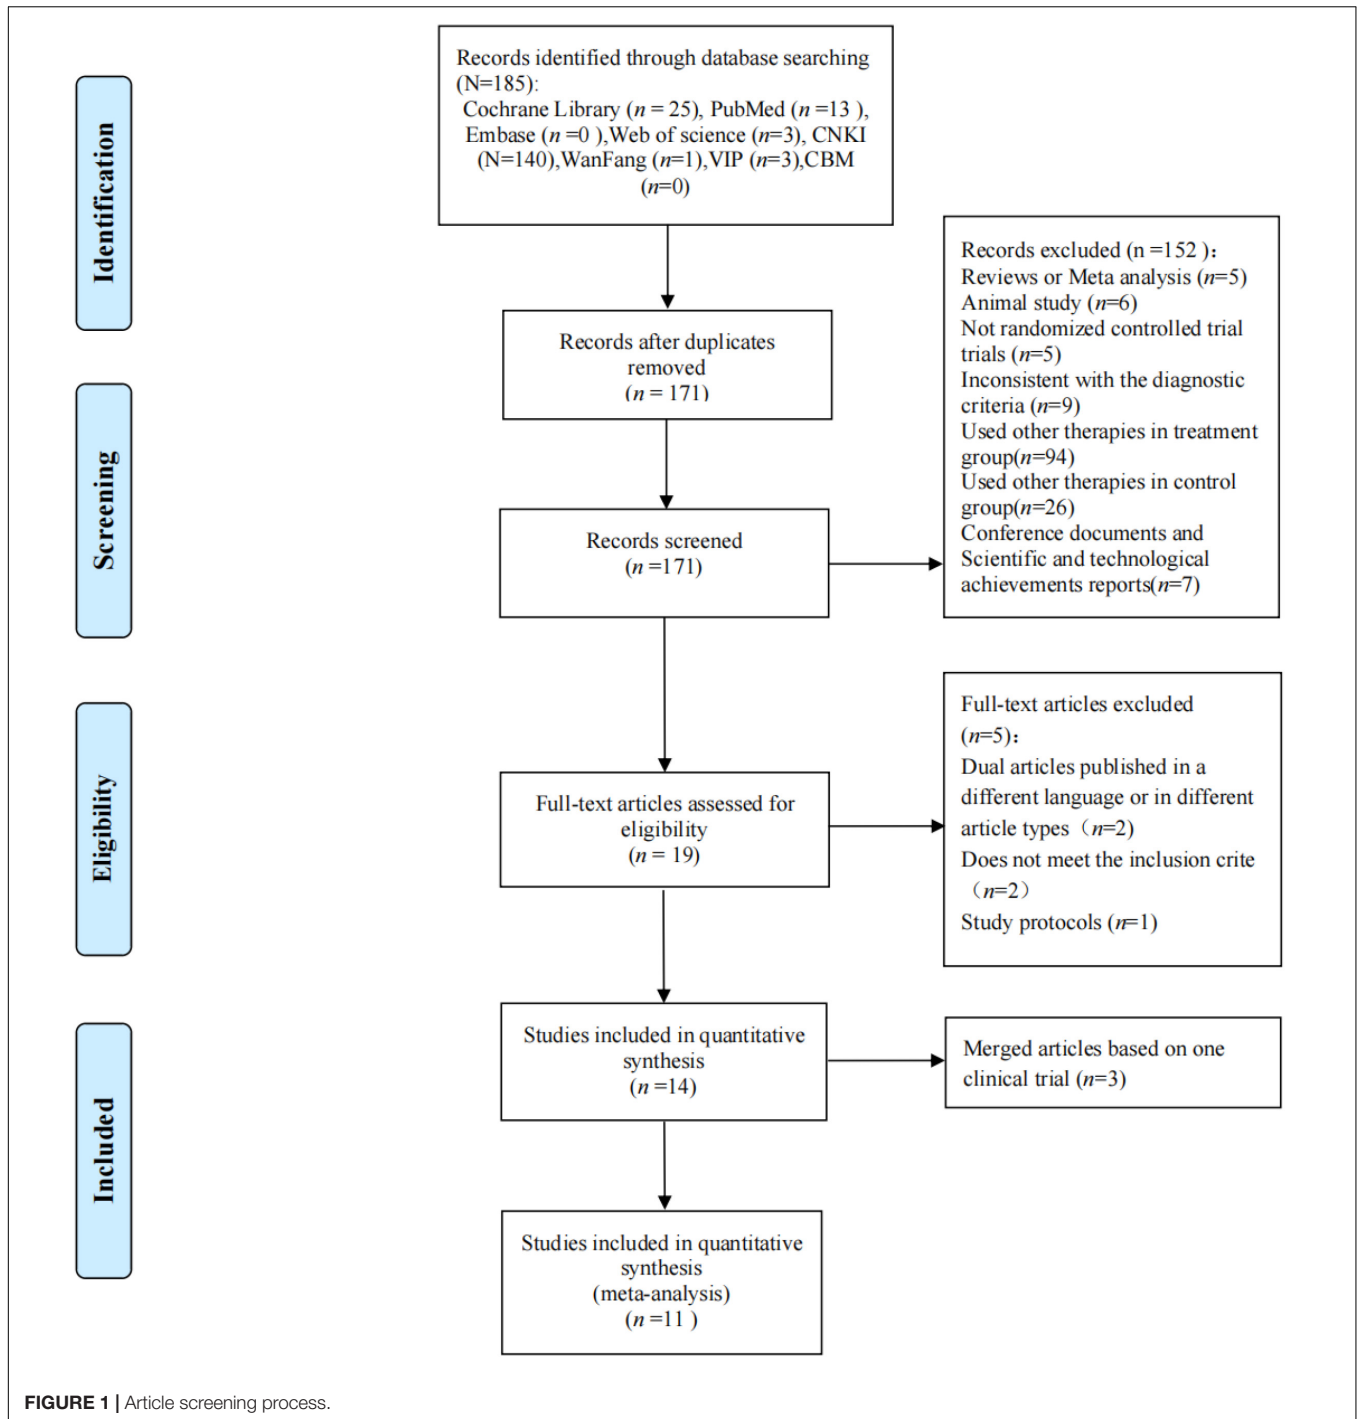 Identification
Records identified through database searching
(N=185):
Cochrane Library (n = 25), PubMed (n =13 ),
Embase (n =0 ),Web of science (n=3), CNKI
(N=140),WanFang (n=1),VIP (n=3),CBM
(n=0)
Records after duplicates
removed
(n = 171)
Records excluded (n =152 )：
Reviews or Meta analysis (n=5)
Animal study (n=6)
Not randomized controlled trial
trials (n=5)
Inconsistent with the diagnostic
criteria (n=9)
Used other therapies in treatment
group(n=94)
Used other therapies in control
group(n=26)
Conference documents and
Scientific and technological
achievements reports(n=7)
Screening
Records screened
(n =171)
Eligibility
Full-text articles assessed for
eligibility
(n = 19)
Full-text articles excluded
(n=5)：
Dual articles published in a
different language or in different
article types（n=2)
Does not meet the inclusion crite
（n=2）
Study protocols (n=1)
Included
Studies included in quantitative
synthesis
(n =14)
Merged articles based on one
clinical trial (n=3)
Studies included in quantitative
synthesis
(meta-analysis)
(n =11 )
FIGURE 1 | Article screening process.